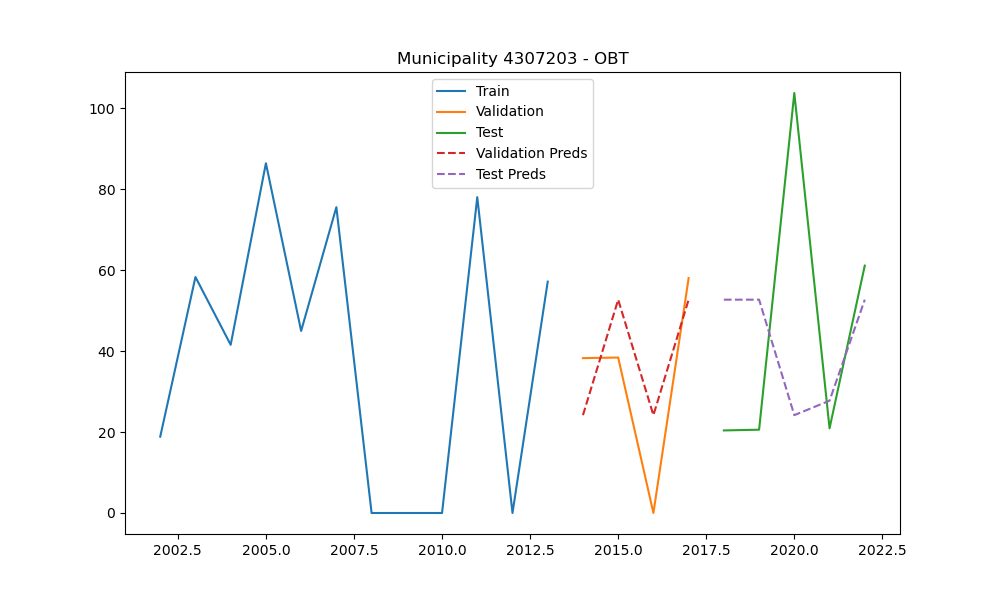 Municipality 4307203 - OBT
Train
Validation
Test
Validation Preds
Test Preds
100
80
60
40
20
0
2002.5 2005.0 2007.5 2010.0 2012.5 2015.0 2017.5 2020.0 2022.5